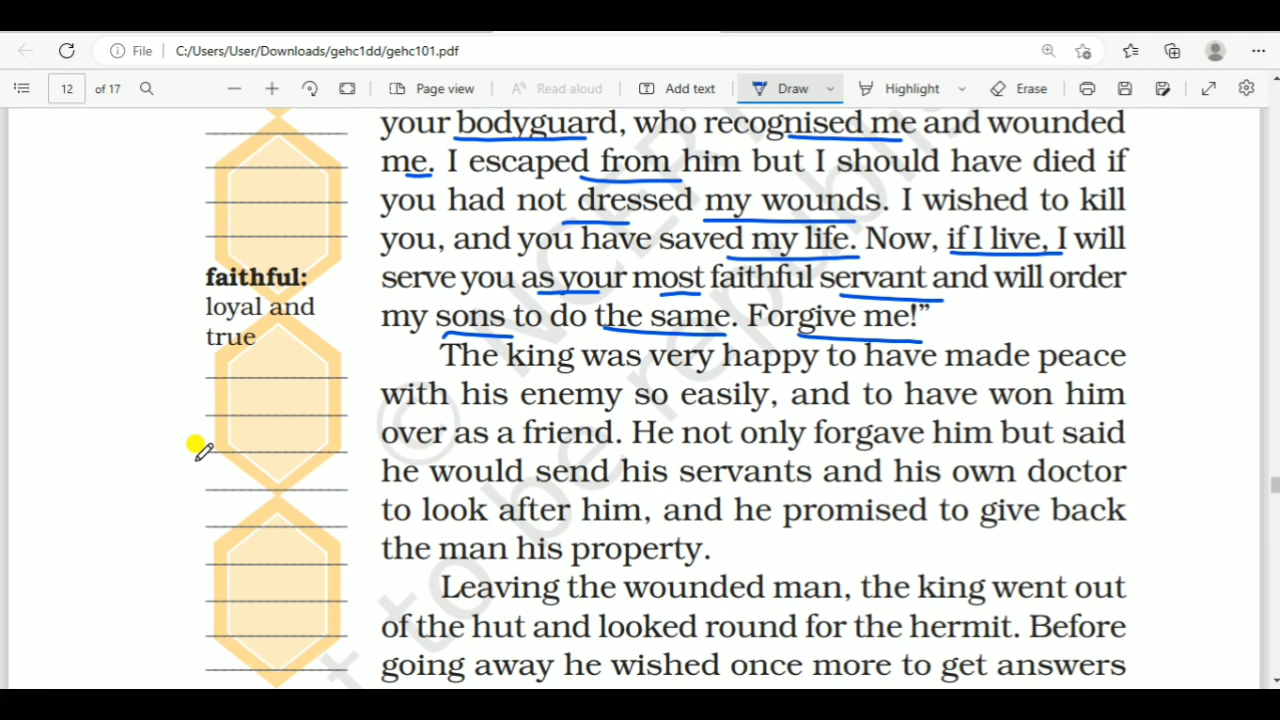 File C:/Users/User/Downloads/gehc1dd/gehc101.pdf
12 of 17 Page view Read aloud Add text Draw Highlight Erase
your bodyguard, who recognised me and wounded
me. I escaped from him but I should have died if
you had not dressed my wounds. I wished to kill
you, and you have saved my life. Now, if I live, I will
serve you as your most faithful servant and will order
my sons to do the same. Forgive me!”
faithful:
loyal and
true
The king was very happy to have made peace
with his enemy so easily, and to have won him
over as a friend. He not only forgave him but said
he would send his servants and his own doctor
to look after him, and he promised to give back
the man his property.
Leaving the wounded man, the king went out
of the hut and looked round for the hermit. Before
going away he wished once more to get answers
© NCERT
not to be republis